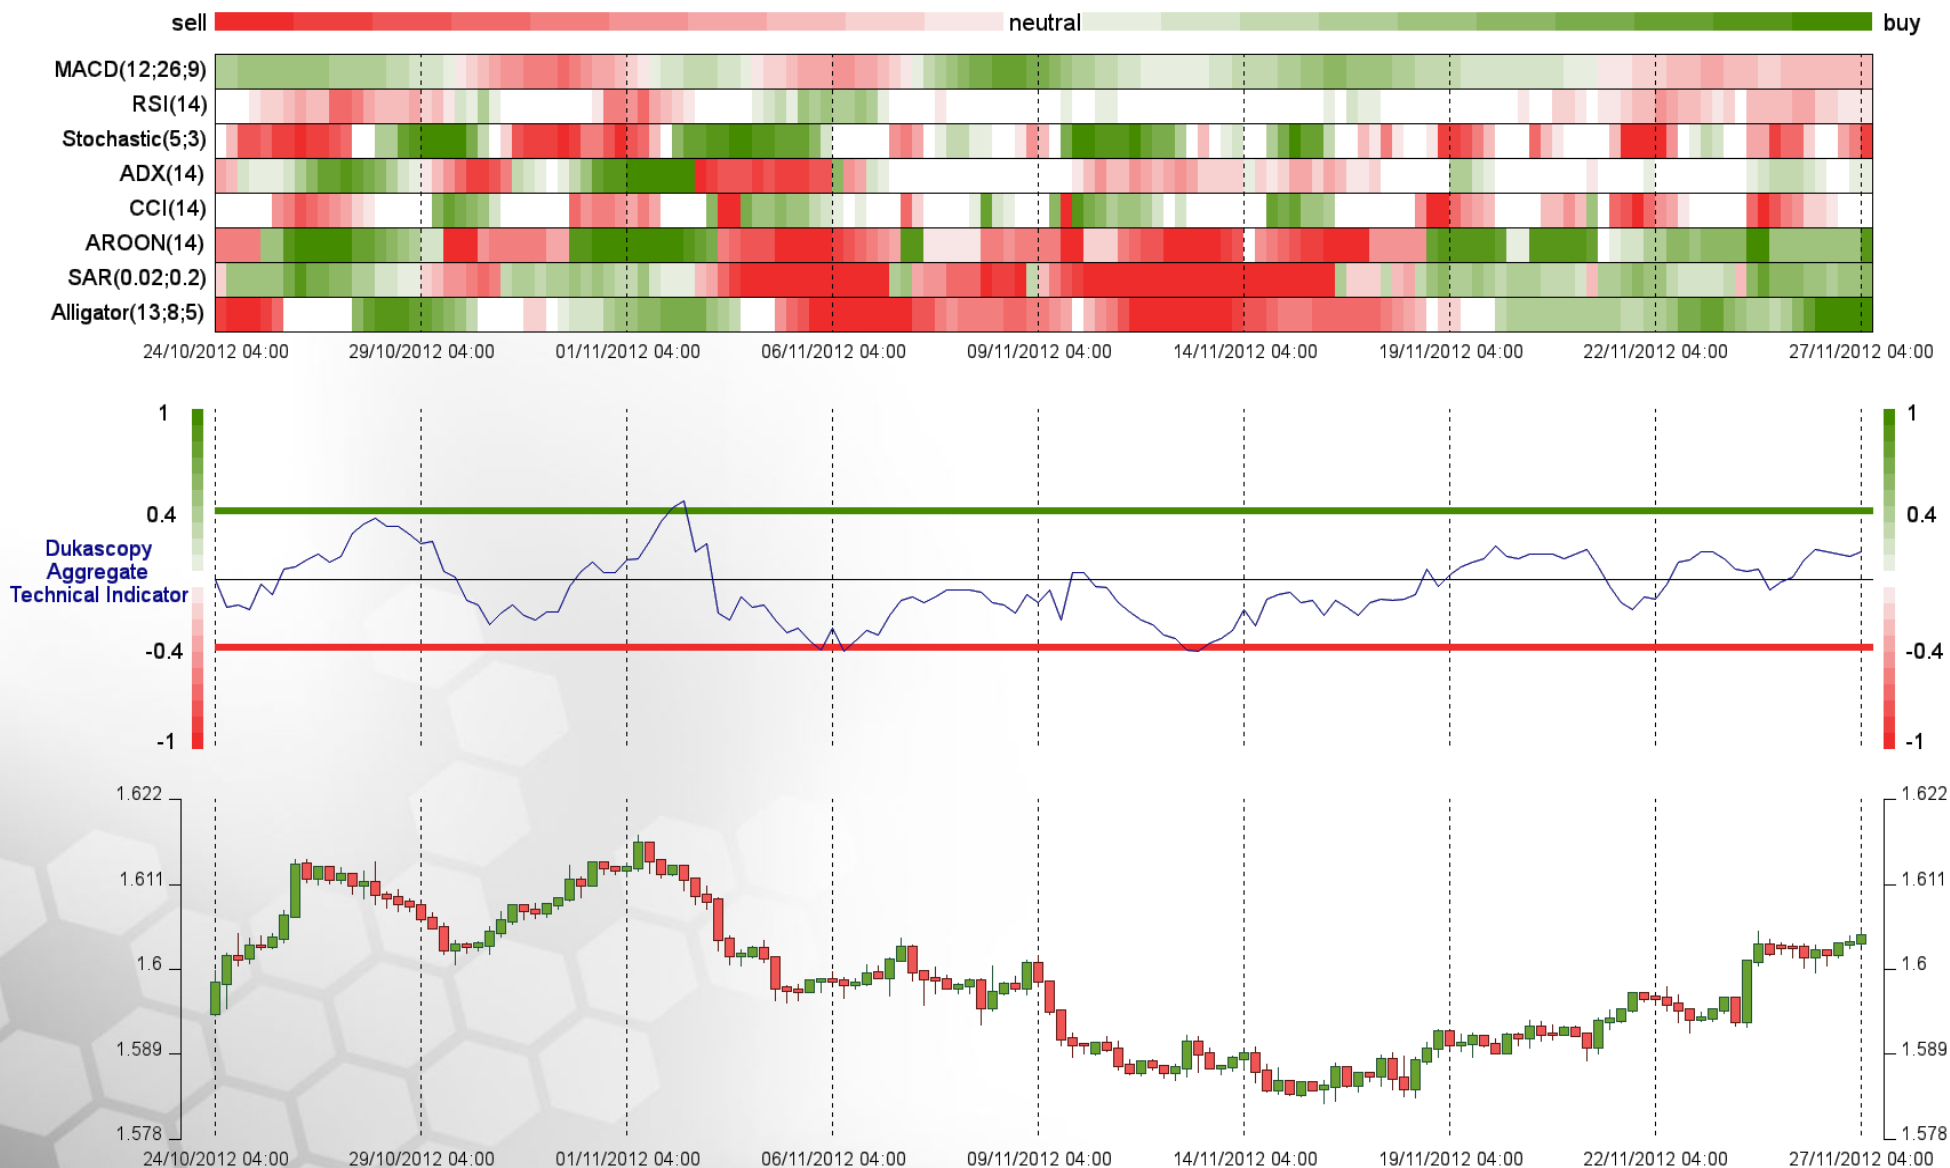 sell neutral buy
MACD(12;26;9)
RSI(14)
Stochastic(5;3)
ADX(14)
CCI(14)
AROON(14)
SAR(0.02;0.2)
Alligator(13;8;5)
24/10/2012 04:00 29/10/2012 04:00 01/11/2012 04:00 06/11/2012 04:00 09/11/2012 04:00 14/11/2012 04:00 19/11/2012 04:00 22/11/2012 04:00 27/11/2012 04:00
1 1
0.4 0.4
Dukascopy
Aggregate
Technical Indicator
-0.4 -0.4
-1 -1
1.622 1.622
1.611 1.611
1.6 1.6
1.589 1.589
1.578 1.578
24/10/2012 04:00 29/10/2012 04:00 01/11/2012 04:00 06/11/2012 04:00 09/11/2012 04:00 14/11/2012 04:00 19/11/2012 04:00 22/11/2012 04:00 27/11/2012 04:00